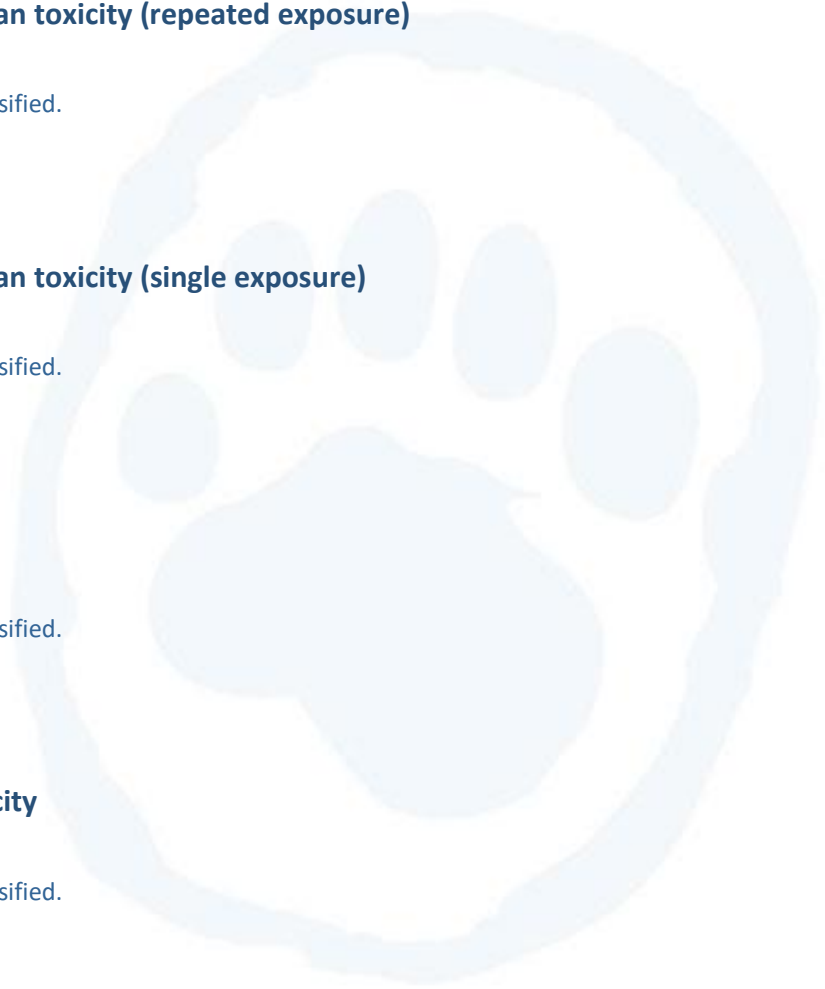 an toxicity (repeated exposure)
sified.
an toxicity (single exposure)
sified.
sified.
city
sified.